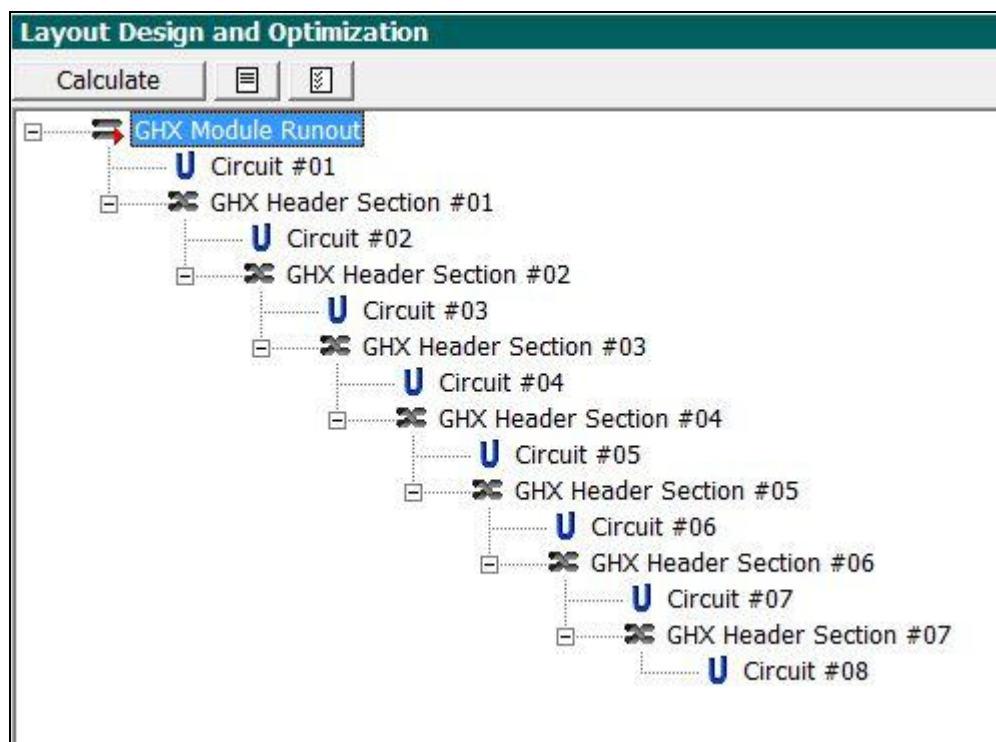 Layout Design and Optimization
Calculate
GHX Module Runout
Circuit #01
GHX Header Section #01
Circuit #02
GHX Header Section #02
Circuit #03
GHX Header Section #03
Circuit #04
GHX Header Section #04
Circuit #05
GHX Header Section #05
Circuit #06
GHX Header Section #06
Circuit #07
GHX Header Section #07
Circuit #08